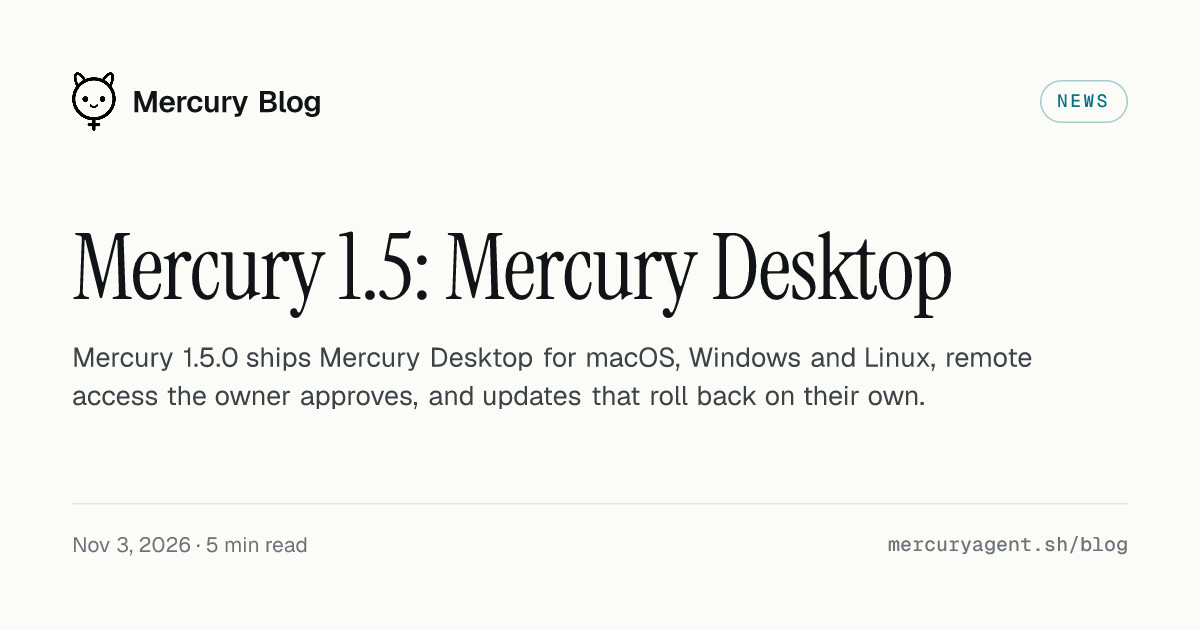 Mercury Blog
NEWS
Mercury 1.5: Mercury Desktop
Mercury 1.5.0 ships Mercury Desktop for macOS, Windows and Linux, remote
access the owner approves, and updates that roll back on their own.
Nov 3, 2026 · 5 min read
mercuryagent.sh/blog